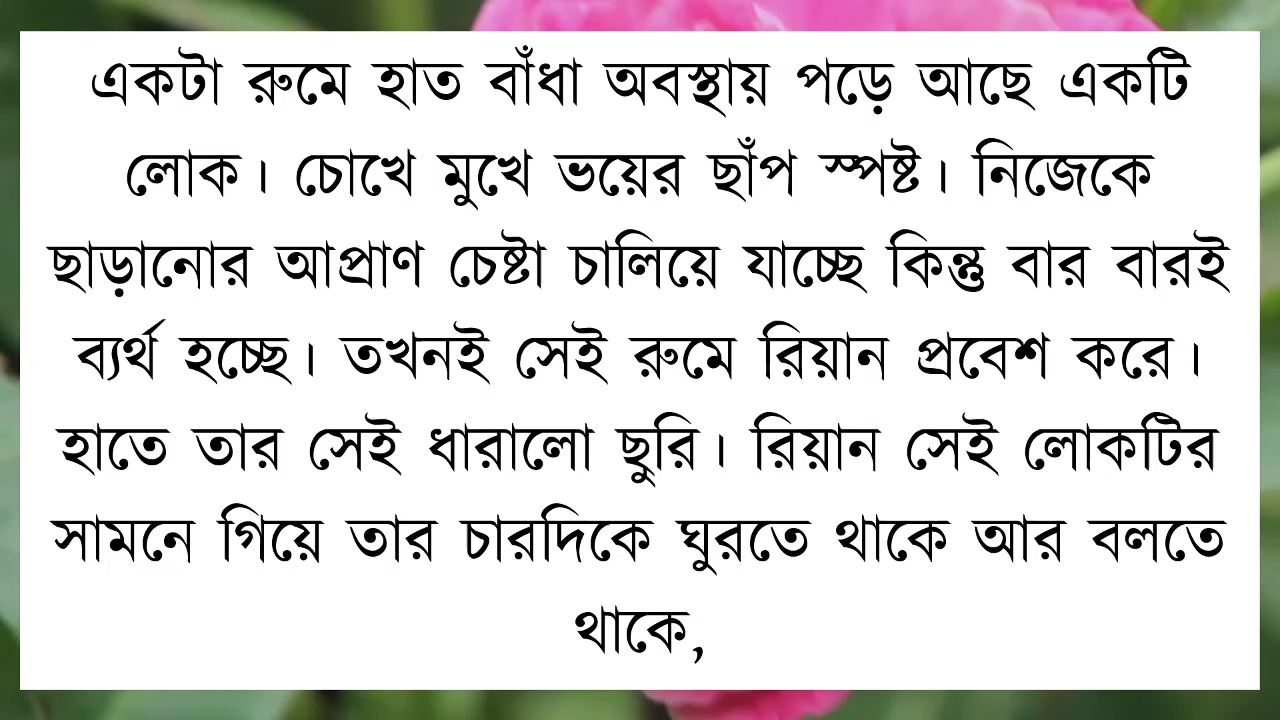 একটা রুমে হাত বাঁধা অবস্থায় পড়ে আছে একটি
লোক। চোখে মুখে ভয়ের ছাঁপ স্পষ্ট। নিজেকে
ছাড়ানোর আপ্রাণ চেষ্টা চালিয়ে যাচ্ছে কিন্তু বার বারই
ব্যর্থ হচ্ছে। তখনই সেই রুমে রিয়ান প্রবেশ করে।
হাতে তার সেই ধারালো ছুরি। রিয়ান সেই লোকটির
সামনে গিয়ে তার চারদিকে ঘুরতে থাকে আর বলতে
থাকে,